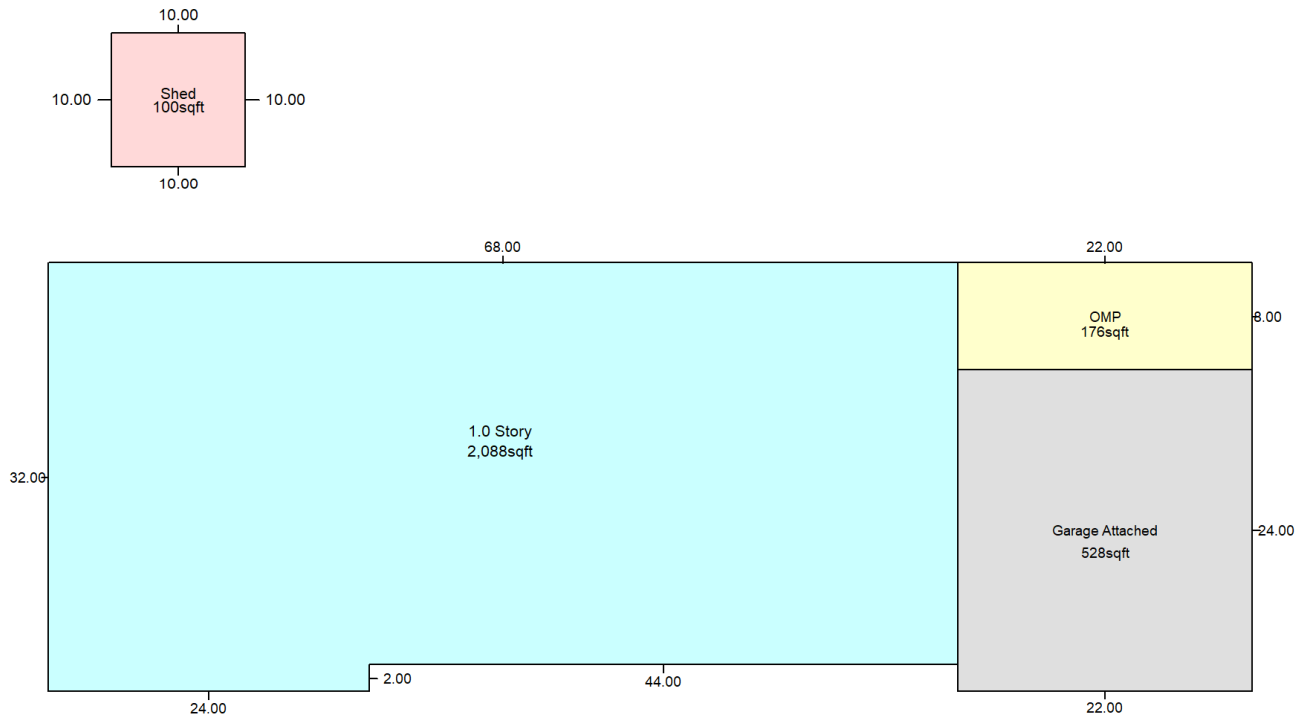 10.00
Shed
100sqft
10.00
10.00
10.00
68.00
22.00
OMP
176sqft
8.00
1.0 Story
2,088sqft
32.00
Garage Attached
528sqft
24.00
2.00
44.00
24.00
22.00